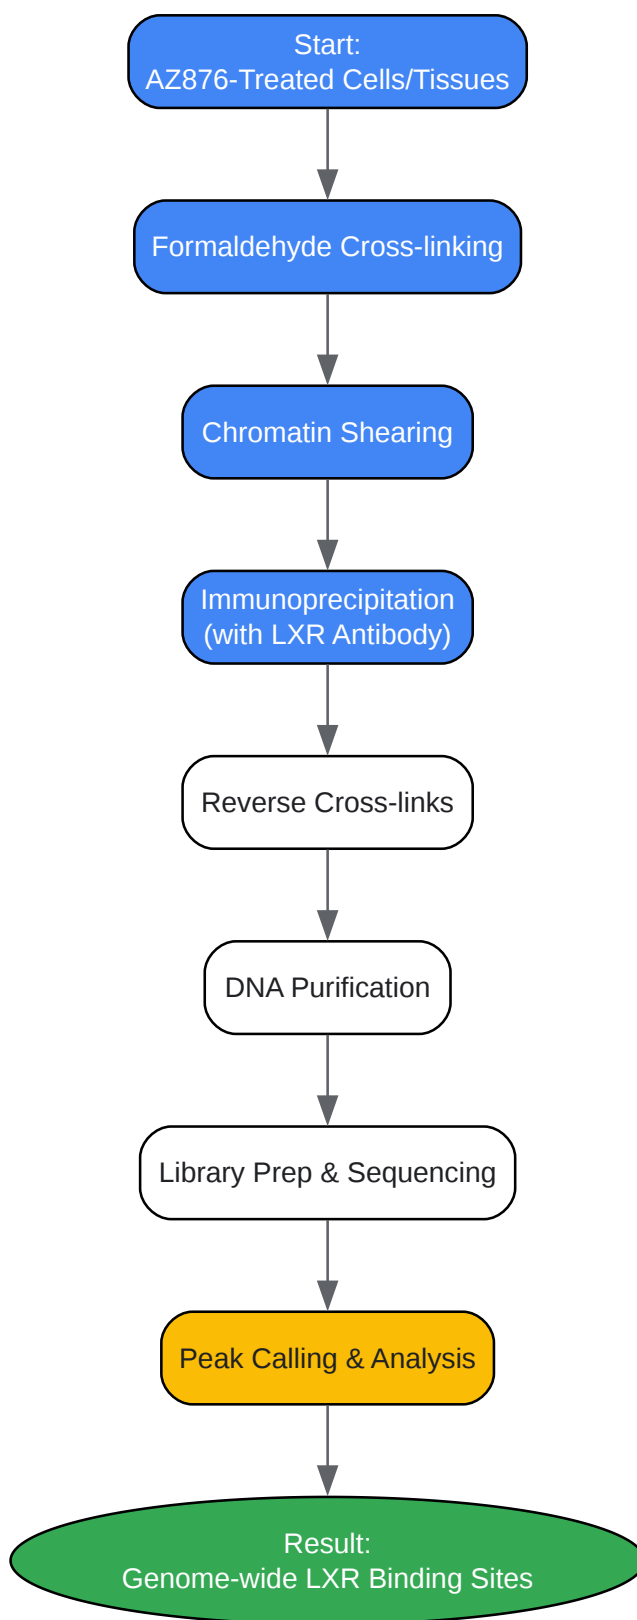 Start:
AZ876-Treated Cells/Tissues
Formaldehyde Cross-linking
Chromatin Shearing
Immunoprecipitation
(with LXR Antibody)
Reverse Cross-links
DNA Purification
Library Prep & Sequencing
Peak Calling & Analysis
Result:
Genome-wide LXR Binding Sites